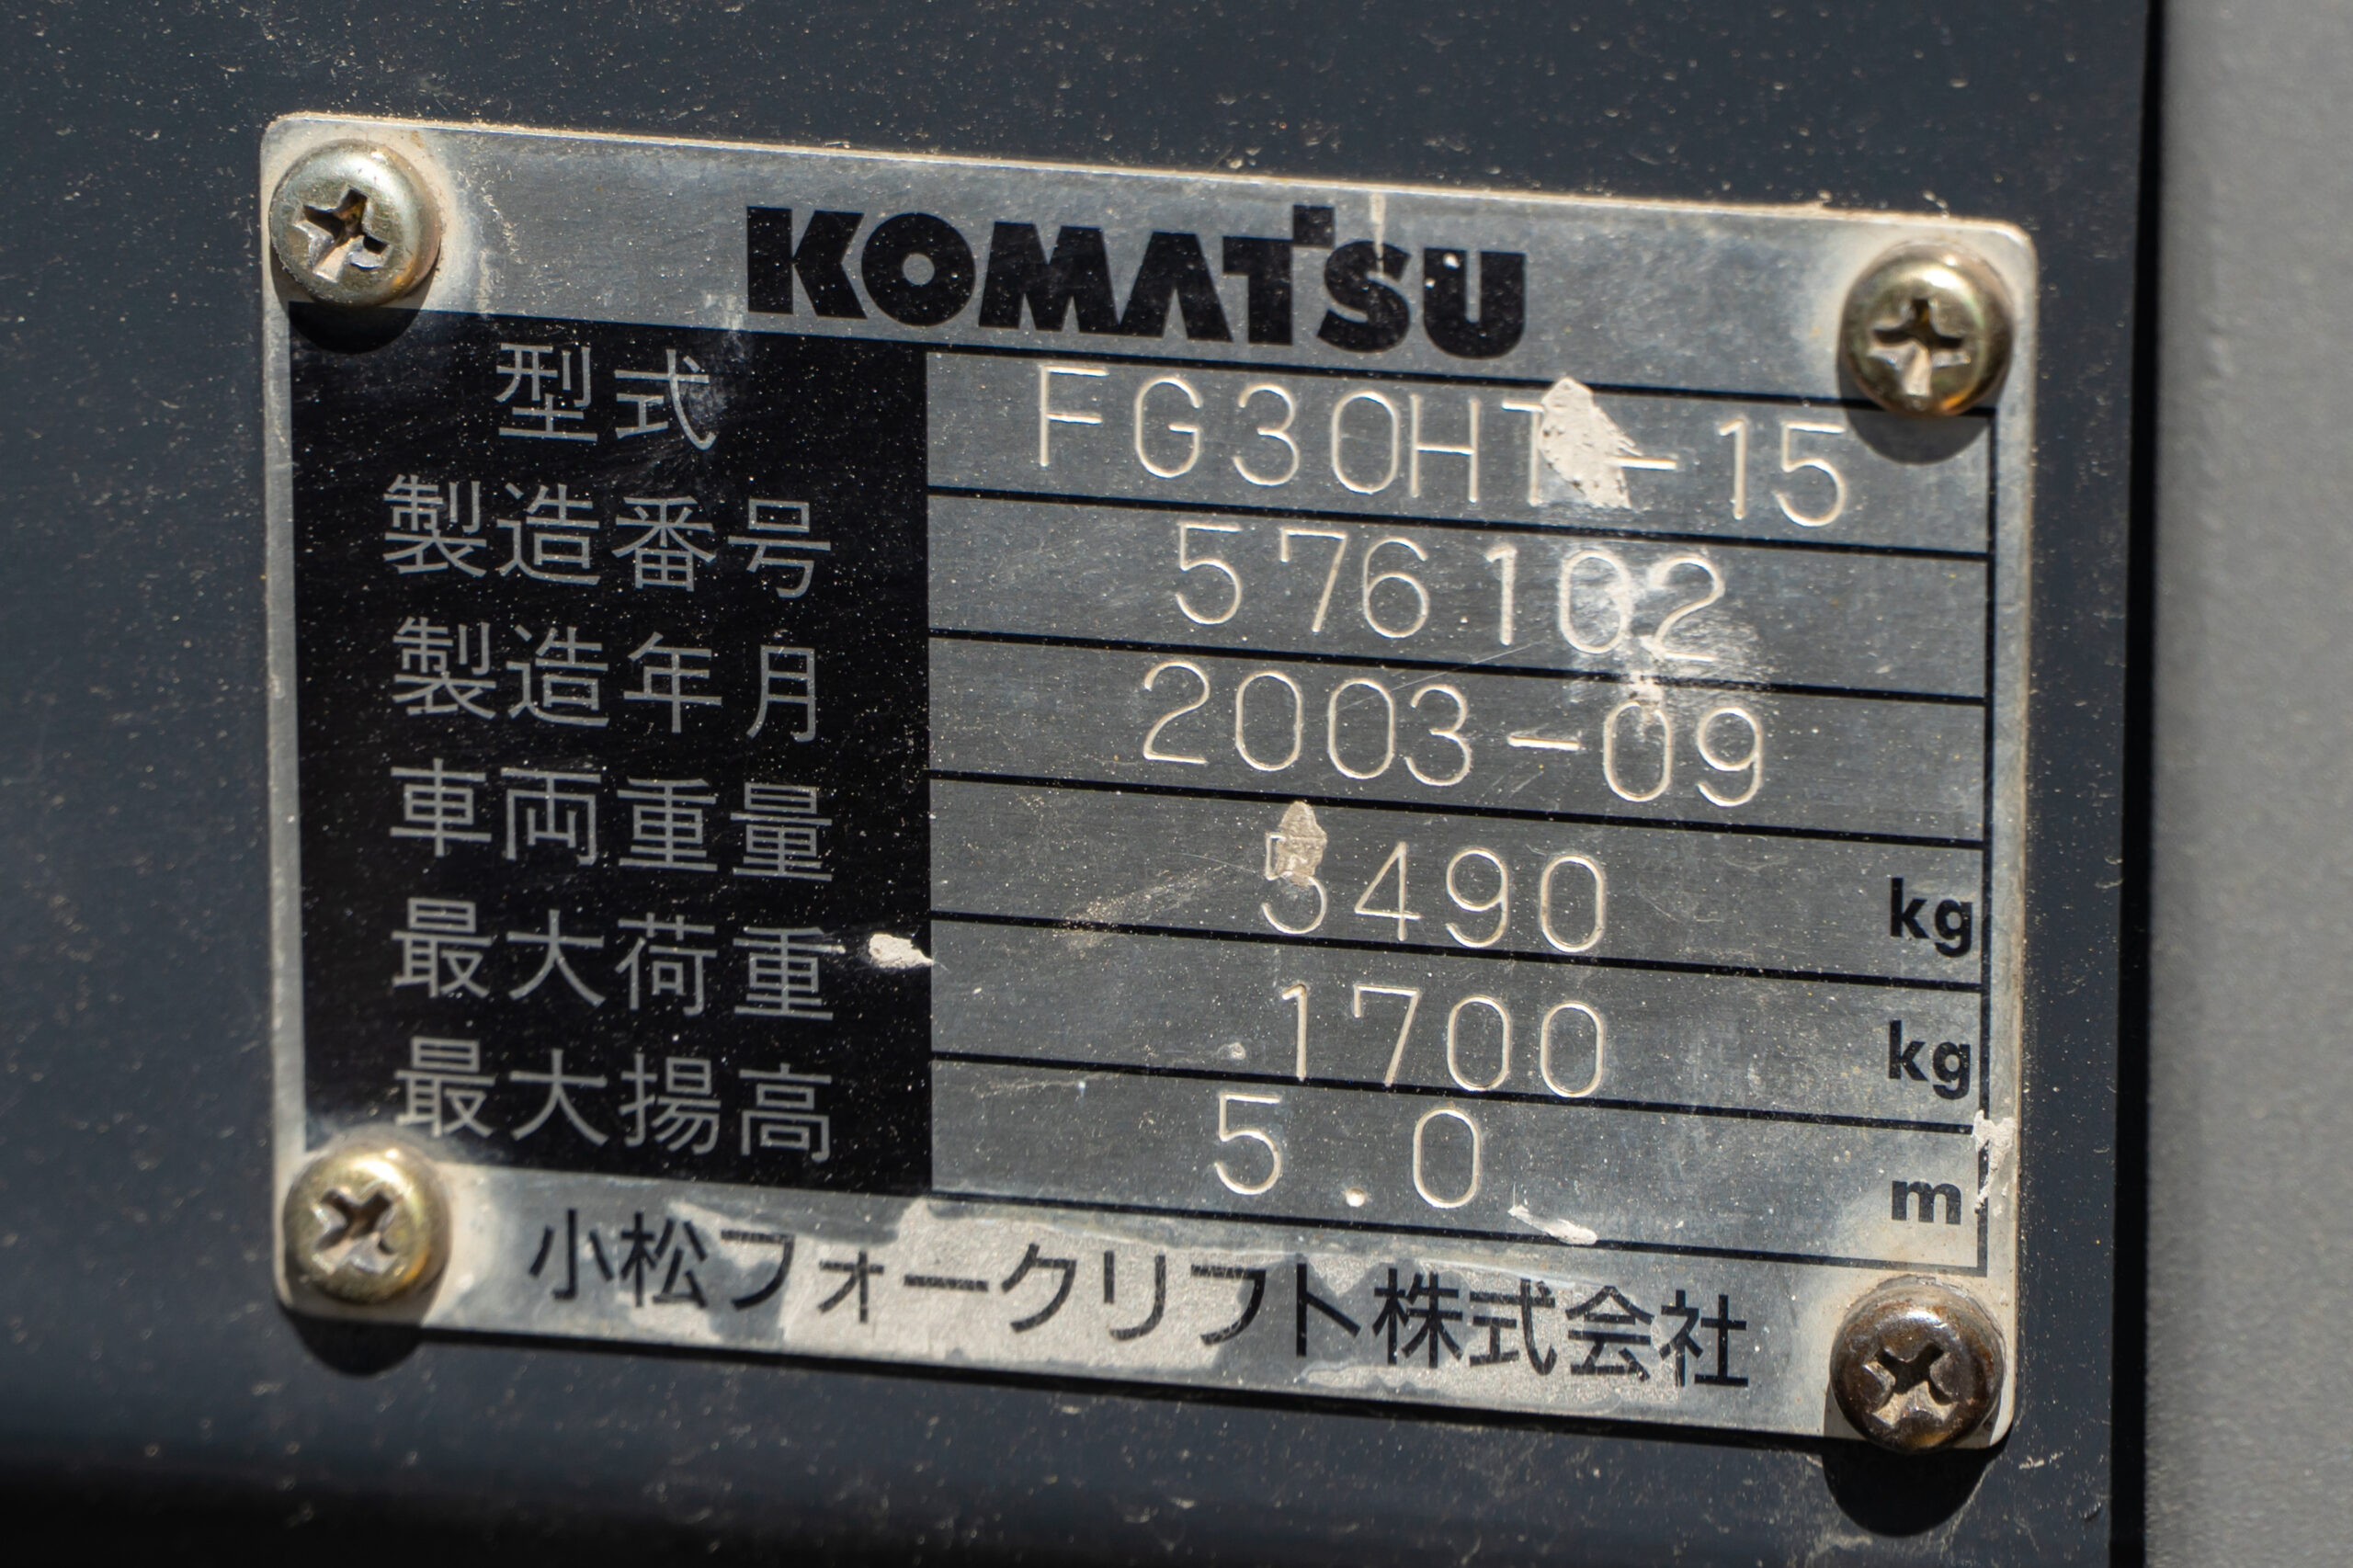 KOMATSU
型式 FG30HT-15
製造番号 576102
製造年月 2003-09
車両重量 5490 kg
最大荷重 1700 kg
最大揚高 5.0 m
小松フォークリフト株式会社